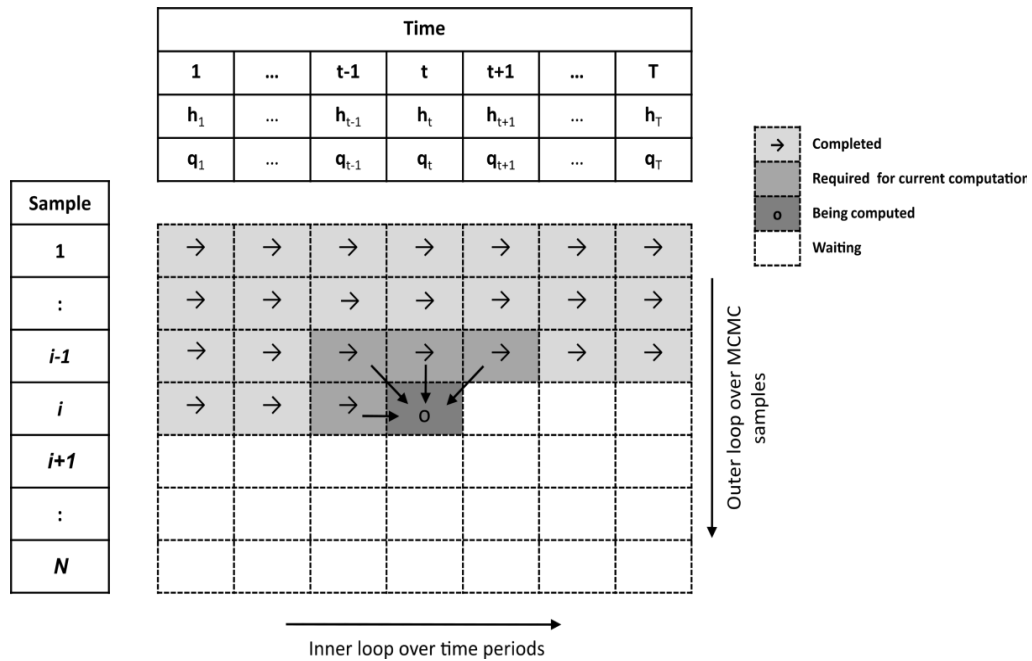 Time
1 ... t-1 t t+1 ... T
h1 ... ht-1 ht ht+1 ... hT
q1 ... qt-1 qt qt+1 ... qT
→ Completed
→ Required for current computation
o Being computed
Waiting
Sample
1 → → → → → → →
: → → → → → → →
i-1 → → → → → → →
i → → → o
i+1
:
N
Outer loop over MCMC
samples
Inner loop over time periods